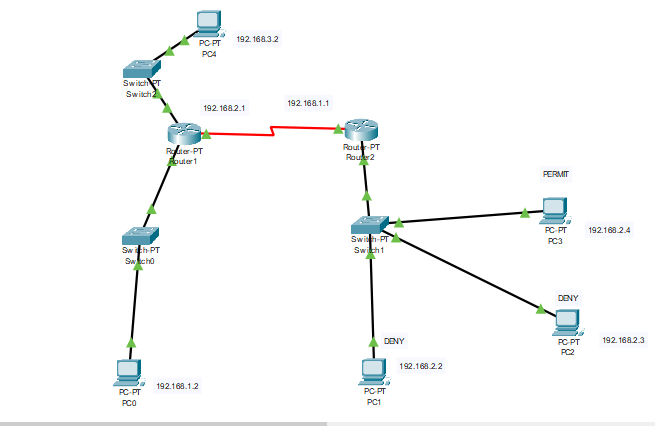 PC-PT
PC4
192.168.3.2
Switch-PT
Switch2
192.168.2.1
192.168.1.1
Router-PT
Router1
Router-PT
Router2
PERMIT
PC-PT
PC3
192.168.2.4
Switch-PT
Switch0
Switch-PT
Switch1
DENY
PC-PT
PC2
192.168.2.3
DENY
192.168.2.2
PC-PT
PC1
PC-PT
PC0
192.168.1.2